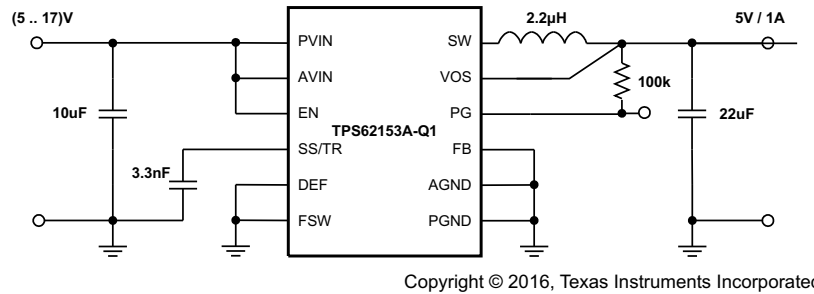 (5 .. 17)V
2.2µH
5V / 1A
PVIN
SW
AVIN
VOS
100k
10uF
EN
PG
22uF
TPS62153A-Q1
SS/TR
FB
3.3nF
DEF
AGND
FSW
PGND
Copyright © 2016, Texas Instruments Incorporated